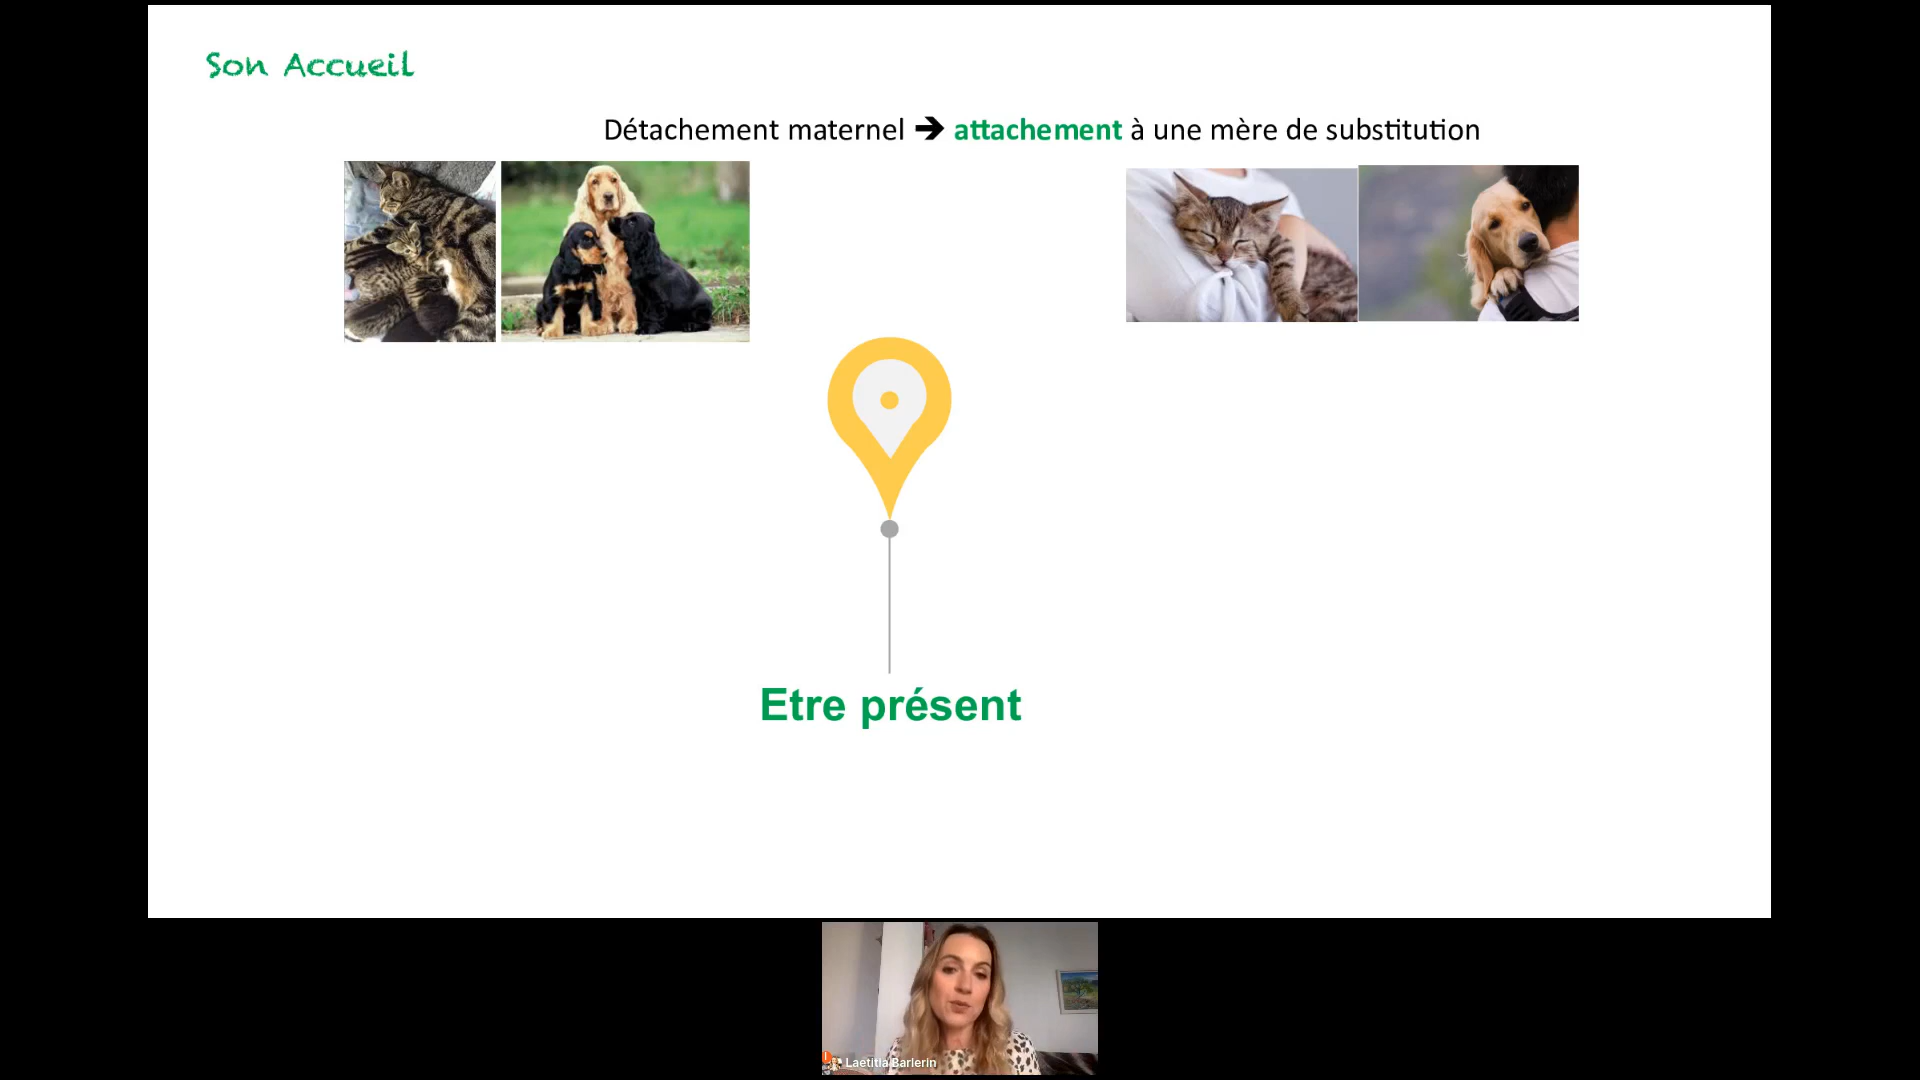 Son Accueil
Détachement maternel ➔ attachement à une mère de substitution
Etre présent
Laetitia Barlerin